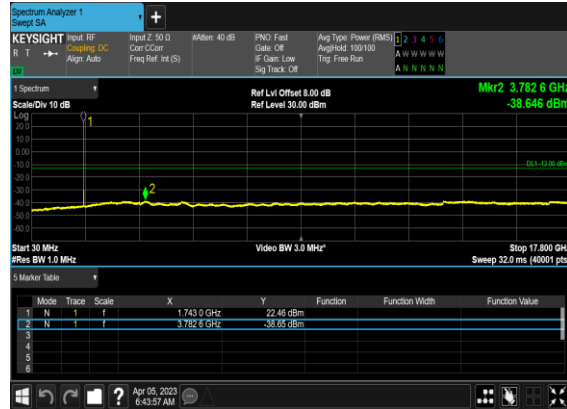 Spectrum Analyzer 1
Swept SA
+
KEYSIGHT Input: RF Input Z: 50 Ω #Atten: 40 dB PNO: Fast Avg Type: Power (RMS) 1 2 3 4 5 6
R T Coupling: DC Corr CCorr Gate: Off Avg|Hold: 100/100 A W W W W W
Align: Auto Freq Ref: Int (S) IF Gain: Low Trig: Free Run
Sig Track: Off A N N N N N
1 Spectrum
Ref Lvl Offset 8.00 dB Mkr2 3.782 6 GHz
Scale/Div 10 dB Ref Level 30.00 dBm -38.646 dBm
Log
1
20.0
10.0
0.00
-10.0 DL1 -13.00 dBm
-20.0
-30.0 2
-40.0
-50.0
-60.0
Start 30 MHz Video BW 3.0 MHz* Stop 17.800 GHz
#Res BW 1.0 MHz Sweep 32.0 ms (40001 pts)
5 Marker Table
Mode Trace Scale X Y Function Function Width Function Value
1 N 1 f 1.743 0 GHz 22.46 dBm
2 N 1 f 3.782 6 GHz -38.65 dBm
3
4
5
6
? Apr 05, 2023
6:43:57 AM